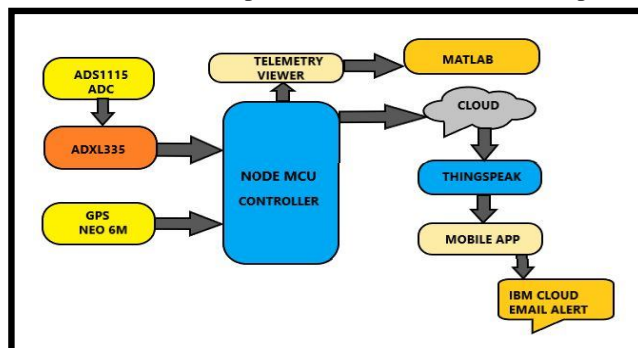 TELEMETRY
VIEWER
MATLAB
ADS1115
ADC
CLOUD
ADXL335
NODE MCU
CONTROLLER
THINGSPEAK
GPS
NEO 6M
MOBILE APP
IBM CLOUD
EMAIL ALERT